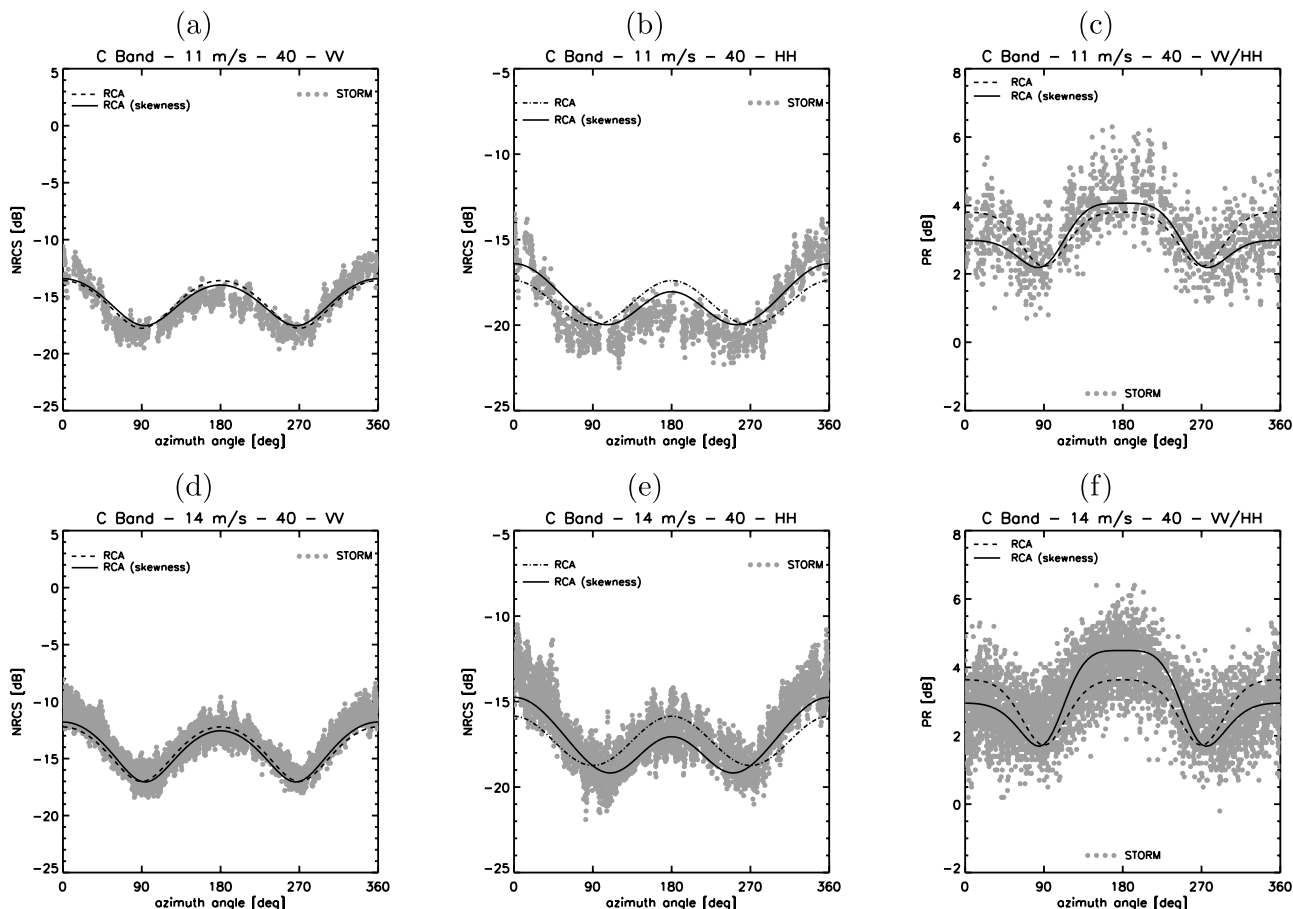 (a)
C Band - 11 m/s - 40 - VV
RCA
RCA (skewness)
STORM
5
0
-5
-10
-15
-20
-25
NRCS [dB]
0 90 180 270 360
azimuth angle [deg]
(b)
C Band - 11 m/s - 40 - HH
RCA
RCA (skewness)
STORM
-5
-10
-15
-20
-25
NRCS [dB]
0 90 180 270 360
azimuth angle [deg]
(c)
C Band - 11 m/s - 40 - VV/HH
RCA
RCA (skewness)
8
6
4
2
0
-2
PR [dB]
STORM
0 90 180 270 360
azimuth angle [deg]
(d)
C Band - 14 m/s - 40 - VV
RCA
RCA (skewness)
STORM
5
0
-5
-10
-15
-20
-25
NRCS [dB]
0 90 180 270 360
azimuth angle [deg]
(e)
C Band - 14 m/s - 40 - HH
RCA
RCA (skewness)
STORM
-5
-10
-15
-20
-25
NRCS [dB]
0 90 180 270 360
azimuth angle [deg]
(f)
C Band - 14 m/s - 40 - VV/HH
RCA
RCA (skewness)
8
6
4
2
0
-2
PR [dB]
STORM
0 90 180 270 360
azimuth angle [deg]